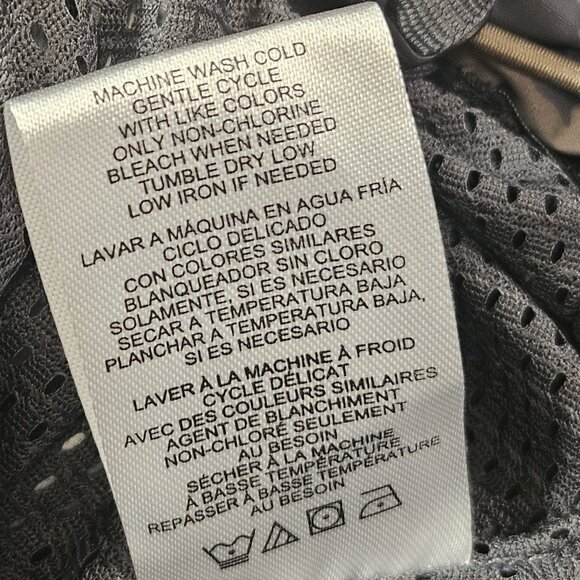 MACHINE WASH COLD
GENTLE CYCLE
WITH LIKE COLORS
ONLY NON-CHLORINE
BLEACH WHEN NEEDED
TUMBLE DRY LOW
LOW IRON IF NEEDED
LAVAR A MÁQUINA EN AGUA FRÍA
CICLO DELICADO
CON COLORES SIMILARES
BLANQUEADOR SIN CLORO
SOLAMENTE, SI ES NECESARIO
SECAR A TEMPERATURA BAJA
PLANCHAR A TEMPERATURA BAJA,
SI ES NECESARIO
LAVER À LA MACHINE À FROID
CYCLE DÉLICAT
AVEC DES COULEURS SIMILAIRES
AGENT DE BLANCHIMENT
NON-CHLORÉ SEULEMENT
AU BESOIN
SÉCHER À LA MACHINE
À BASSE TEMPÉRATURE
REPASSER À BASSE TEMPÉRATURE
AU BESOIN